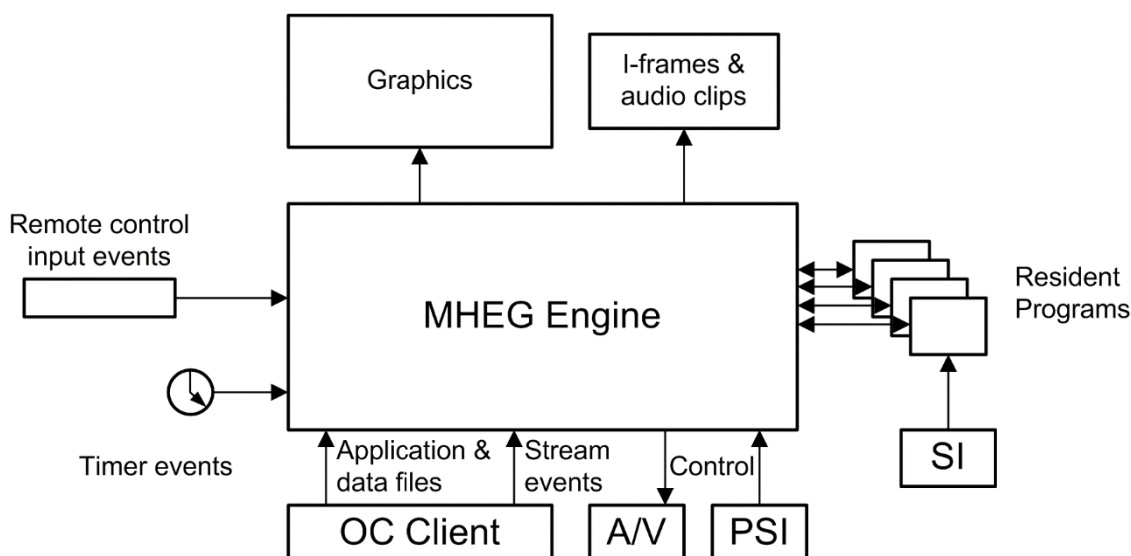 Graphics
I-frames &
audio clips
Remote control
input events
MHEG Engine
Resident
Programs
Timer events
Application &
data files
Stream
events
Control
SI
OC Client
A/V
PSI